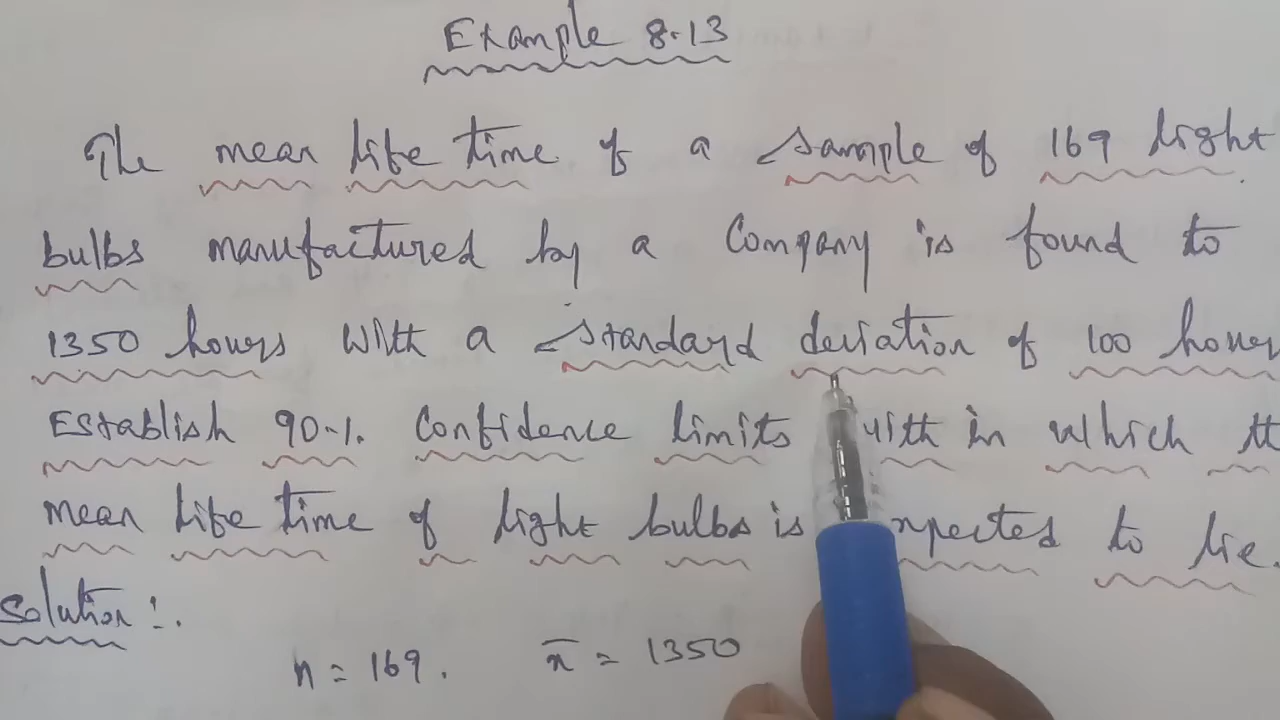 Example 8.13
The mean life time of a sample of 169 light
bulbs manufactured by a Company is found to
1350 hours with a standard deviation of 100 hours
Establish 90%. Confidence limits with in which
mean life time of light bulbs is expected to lie.
Solution :.
n = 169. x̄ = 1350